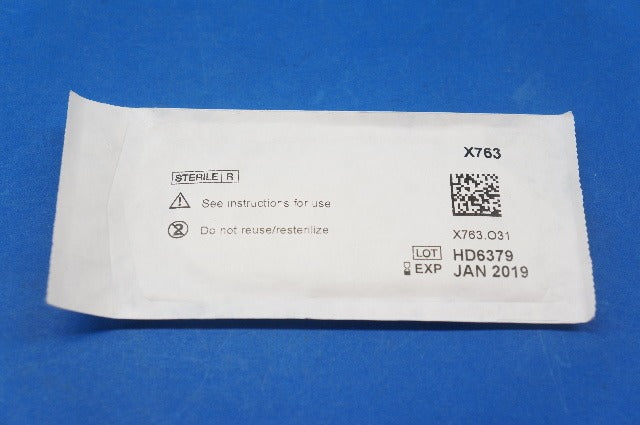 X763
STERILE R
See instructions for use
Do not reuse/resterilize
X763.O31
LOT HD6379
EXP JAN 2019